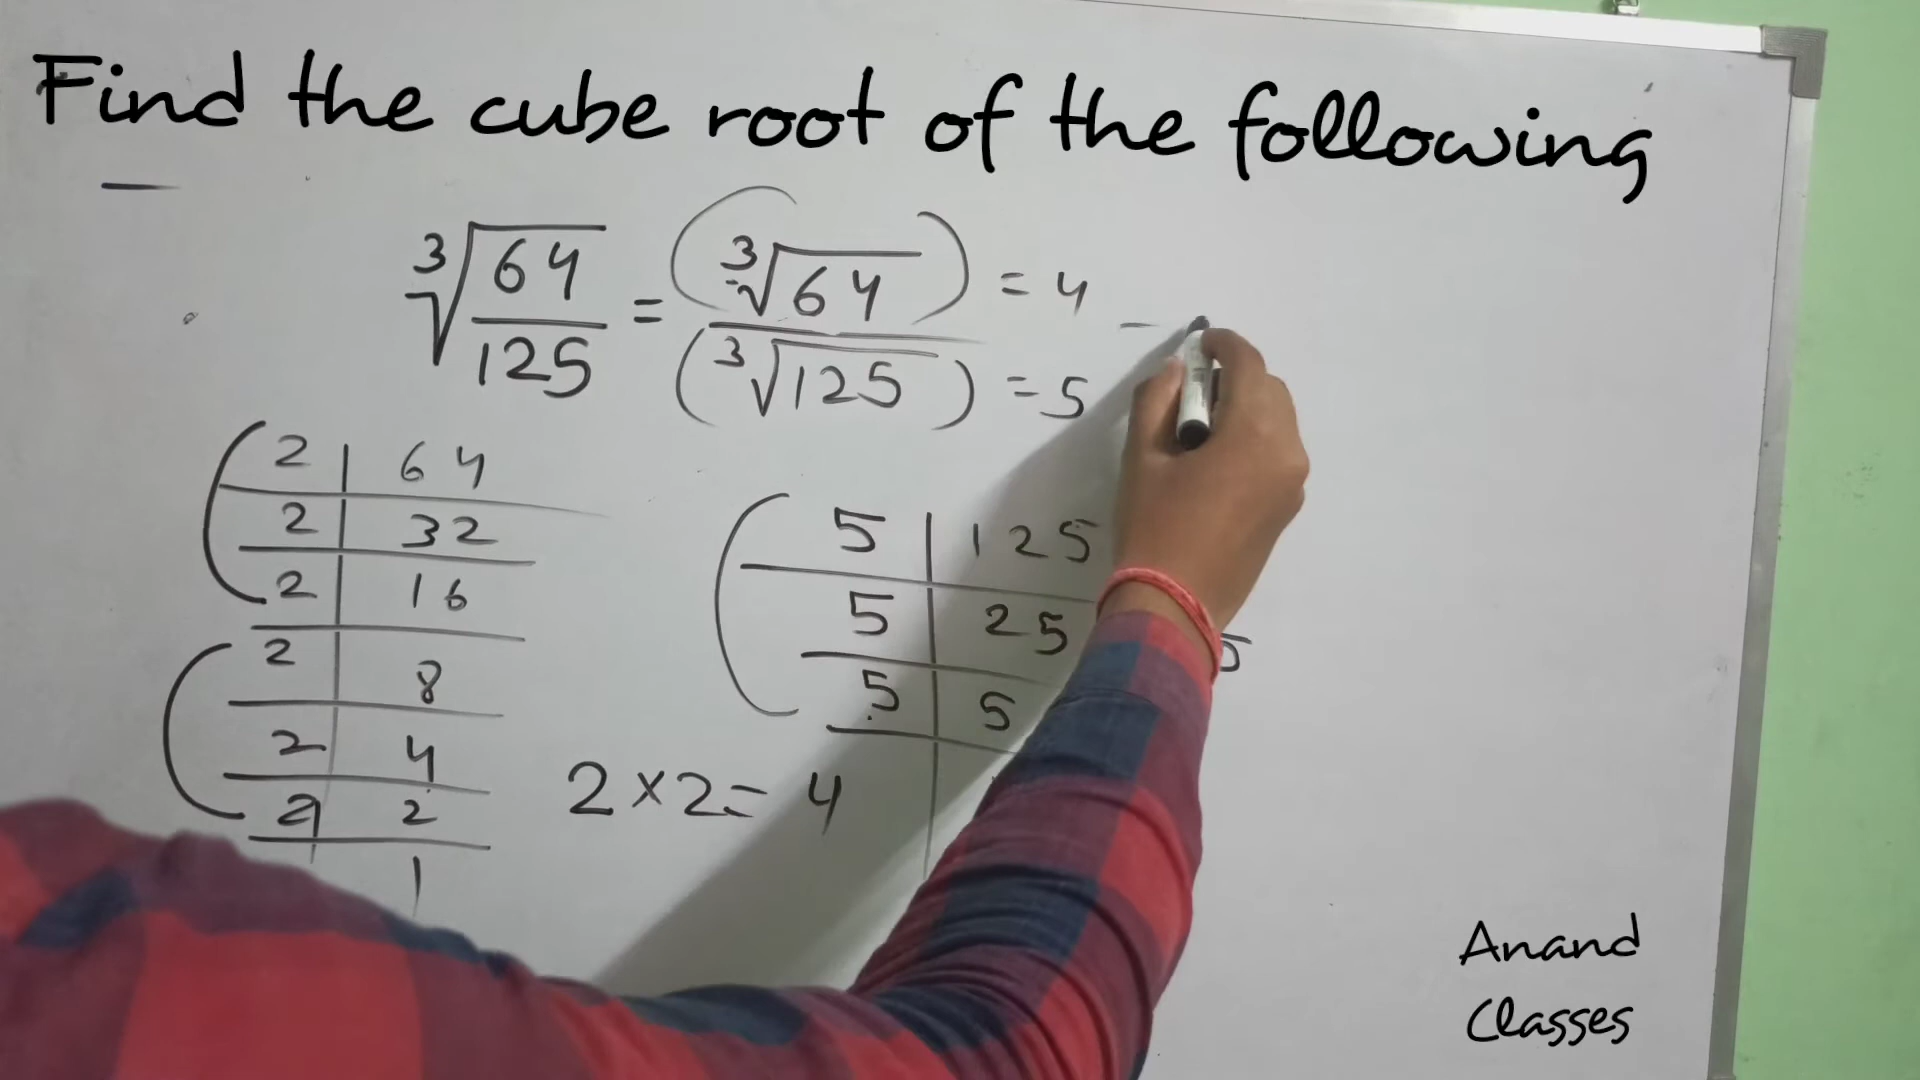 Find the cube root of the following
∛(64/125) = (∛64)/(∛125)
= 4
= 5
2 | 64
2 | 32
2 | 16
2 | 8
2 | 4
2 | 2
1
2×2= 4
5 | 125
5 | 25
5 | 5
5
Anand
Classes